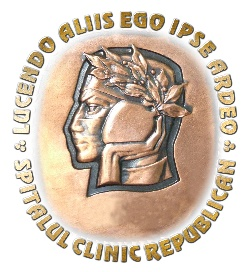 LUCENDO ALIIS EGO IPSE ARDEO
SPITALUL CLINIC REPUBLICAN